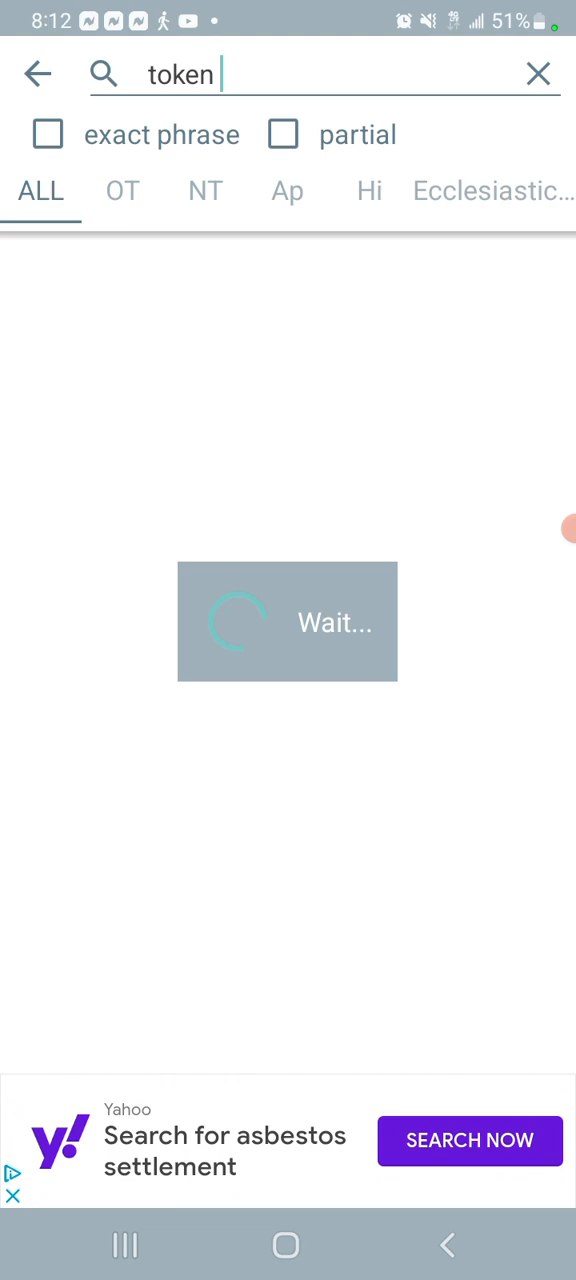 8:12 51%
token
exact phrase partial
ALL OT NT Ap Hi Ecclesiastic...
Wait...
Yahoo
Search for asbestos
settlement
SEARCH NOW
y!